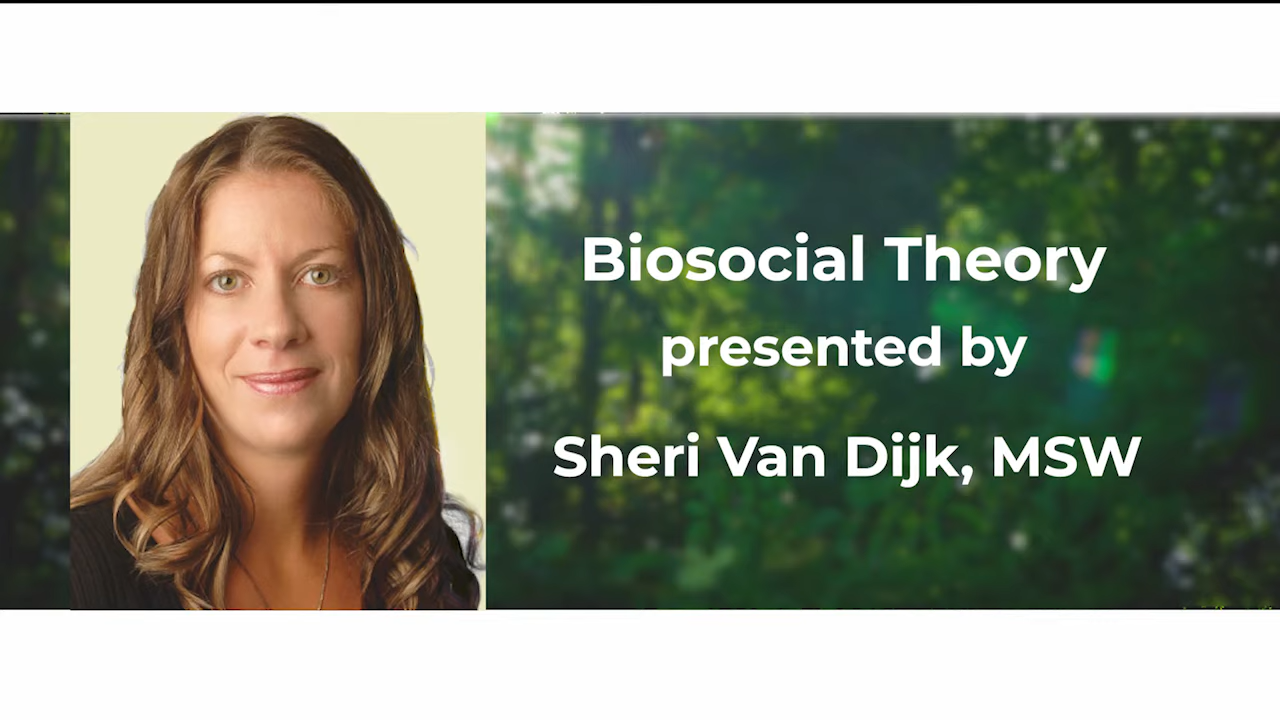 Biosocial Theory
presented by
Sheri Van Dijk, MSW